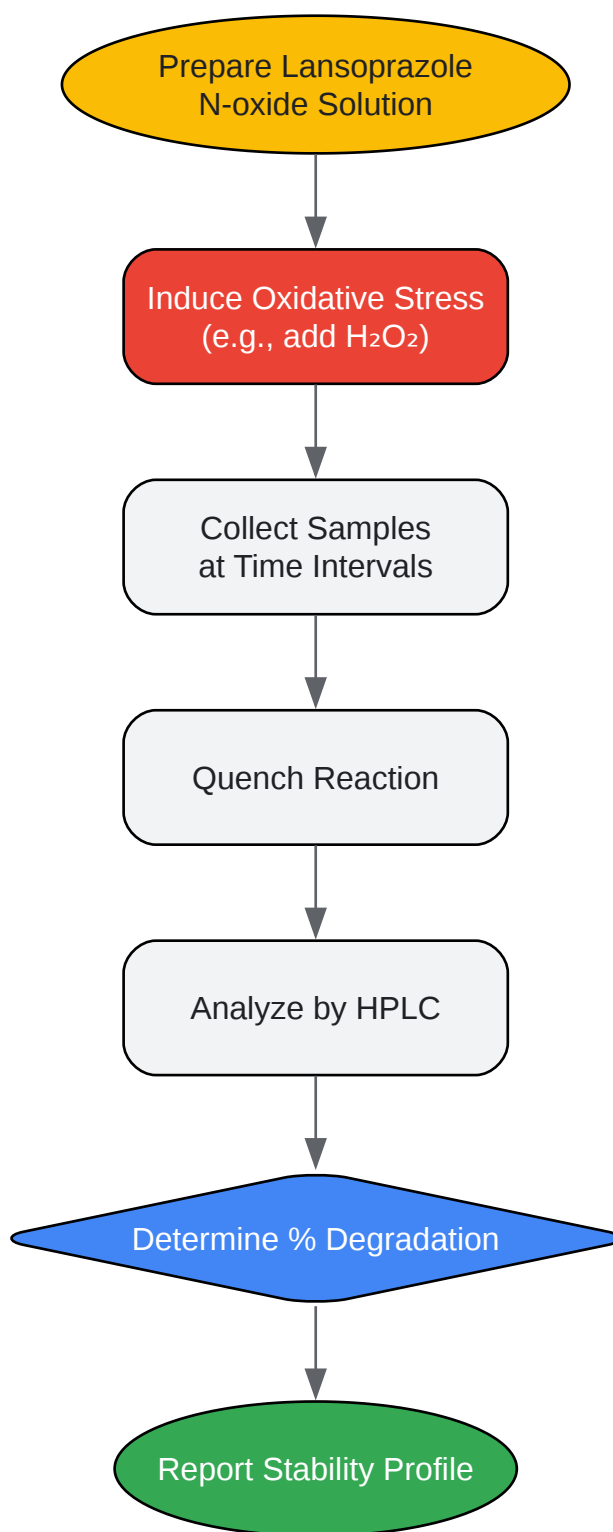 Prepare Lansoprazole
N-oxide Solution
Induce Oxidative Stress
(e.g., add H₂O₂)
Collect Samples
at Time Intervals
Quench Reaction
Analyze by HPLC
Determine % Degradation
Report Stability Profile